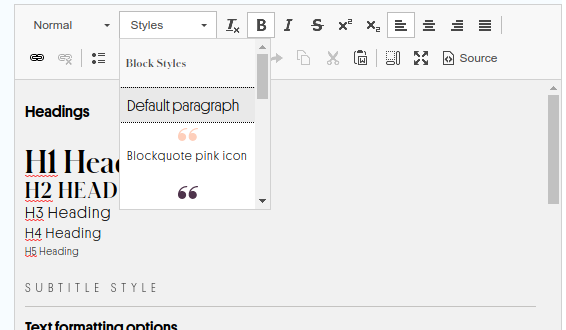 Normal
Styles
Source
Block Styles
Default paragraph
Blockquote pink icon
Headings
H1 Head
H2 HEAD
H3 Heading
H4 Heading
H5 Heading
SUBTITLE STYLE
Text formatting options